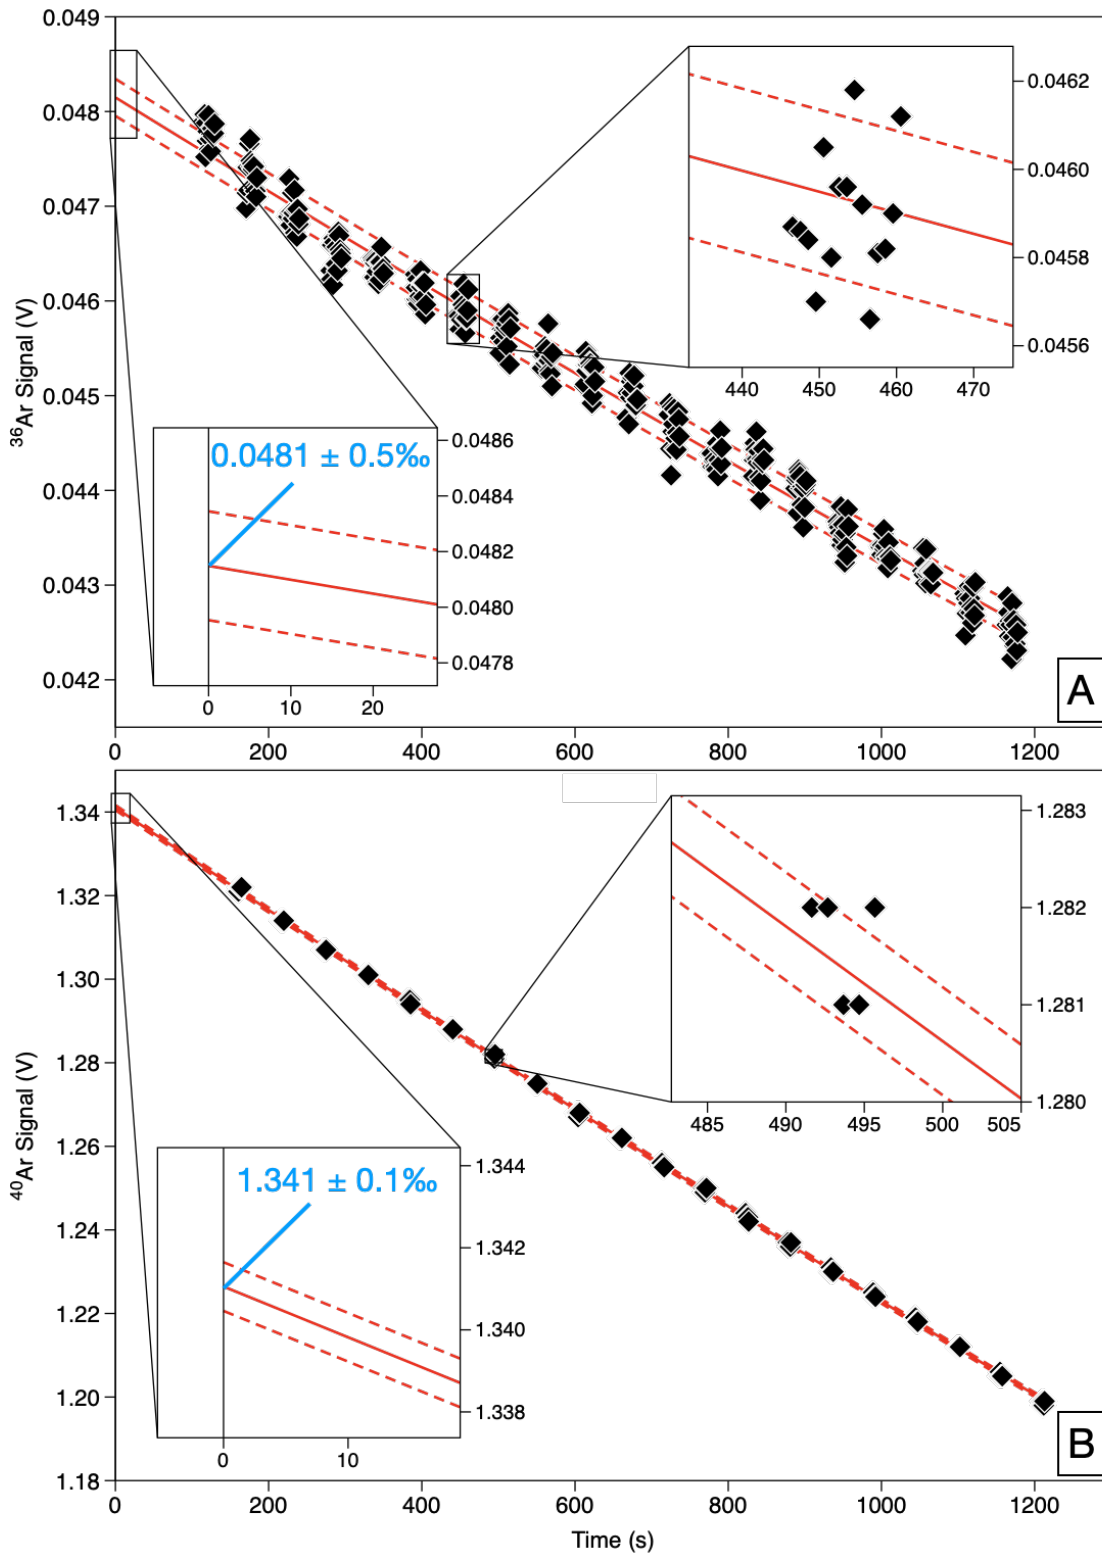 0.049
0.048
0.047
0.046
0.045
0.044
0.043
0.042
³⁶Ar Signal (V)
0.0462
0.0460
0.0458
0.0456
440 450 460 470
0.0481 ± 0.5‰
0.0486
0.0484
0.0482
0.0480
0.0478
0 10 20
A
0 200 400 600 800 1000 1200
1.34
1.32
1.30
1.28
1.26
1.24
1.22
1.20
1.18
⁴⁰Ar Signal (V)
1.283
1.282
1.281
1.280
485 490 495 500 505
1.341 ± 0.1‰
1.344
1.342
1.340
1.338
0 10
B
0 200 400 600 800 1000 1200
Time (s)